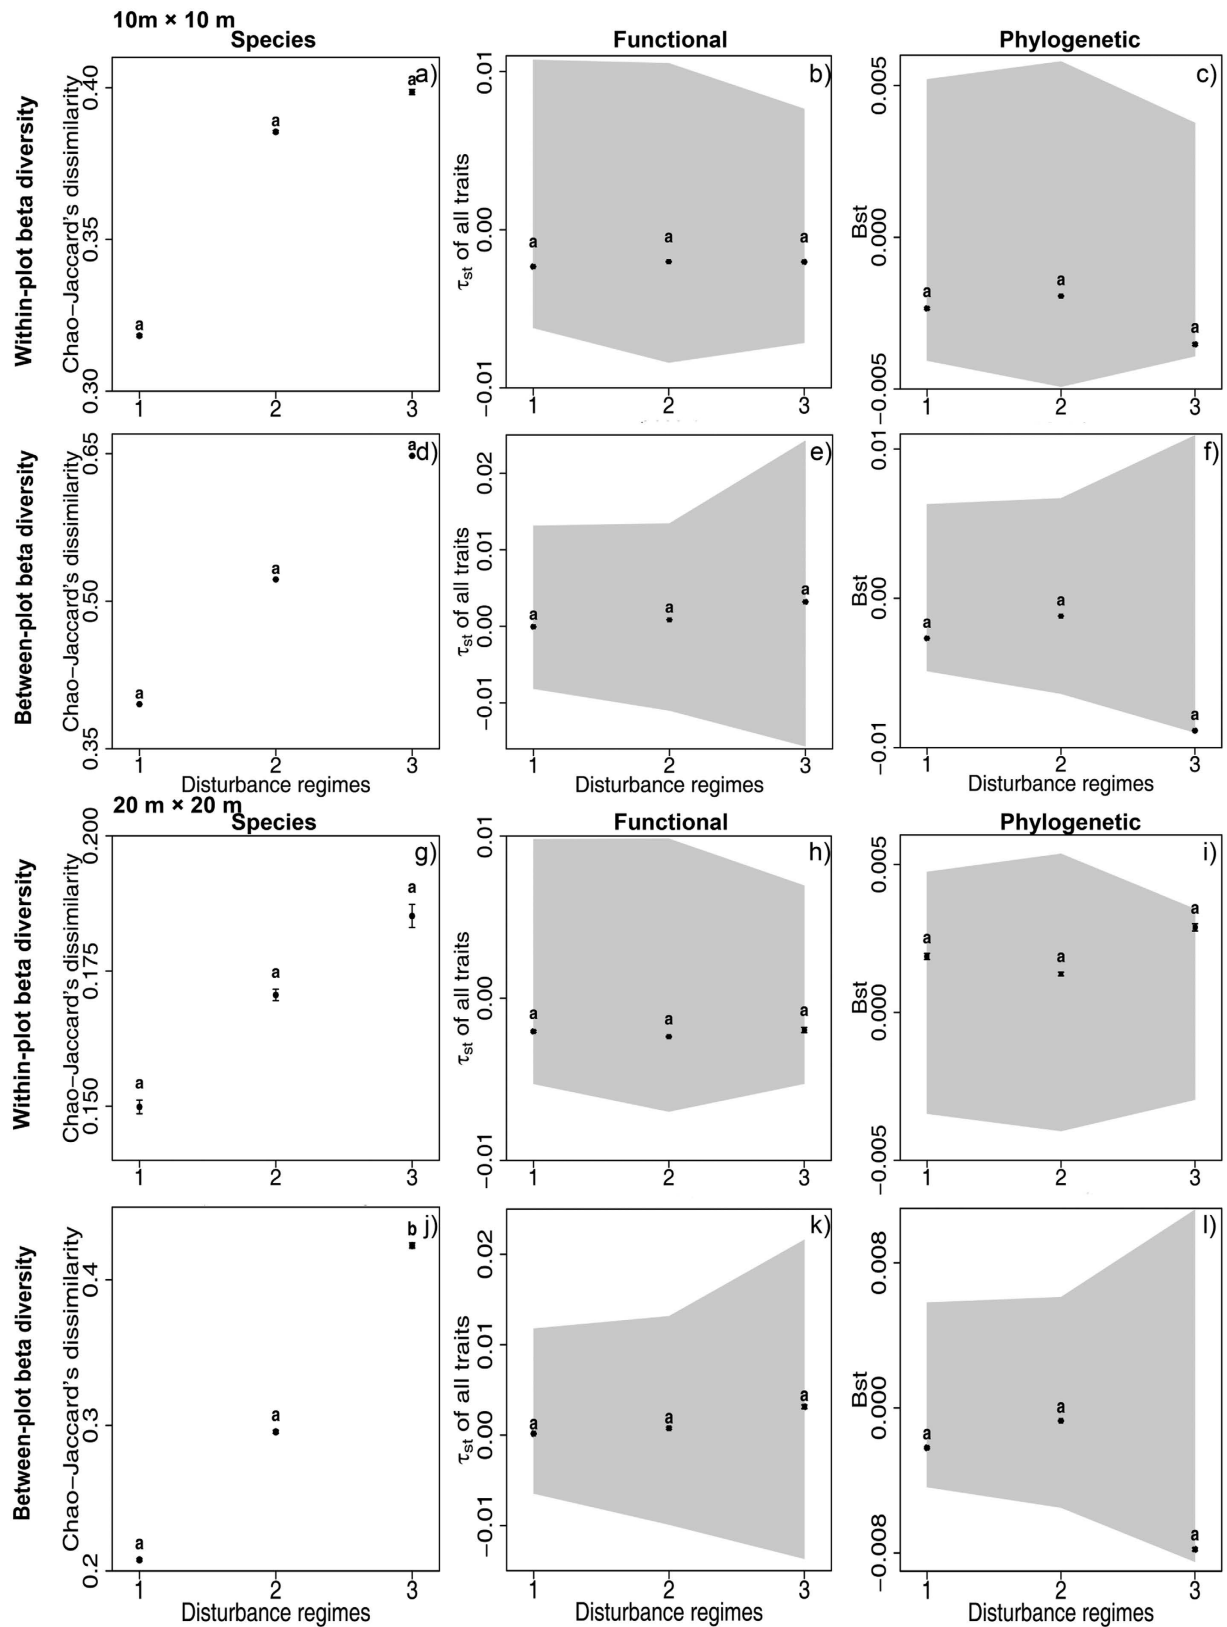 10m × 10 m
Species Functional Phylogenetic
Within-plot beta diversity
Chao−Jaccard's dissimilarity
0.30 0.35 0.40
a a a
a)
1 2 3
τst of all traits
−0.01 0.00 0.01
a a a
b)
1 2 3
Bst
−0.005 0.000 0.005
a a a
c)
1 2 3
Between-plot beta diversity
Chao−Jaccard's dissimilarity
0.35 0.50 0.65
a a a
d)
1 2 3
Disturbance regimes
τst of all traits
−0.01 0.00 0.01 0.02
a a a
e)
1 2 3
Disturbance regimes
Bst
−0.01 0.00 0.01
a a a
f)
1 2 3
Disturbance regimes
20 m × 20 m
Species Functional Phylogenetic
Within-plot beta diversity
Chao−Jaccard's dissimilarity
0.150 0.175 0.200
a a a
g)
1 2 3
τst of all traits
−0.01 0.00 0.01
a a a
h)
1 2 3
Bst
−0.005 0.000 0.005
a a a
i)
1 2 3
Between-plot beta diversity
Chao−Jaccard's dissimilarity
0.2 0.3 0.4
a a b
j)
1 2 3
Disturbance regimes
τst of all traits
−0.01 0.00 0.01 0.02
a a a
k)
1 2 3
Disturbance regimes
Bst
−0.008 0.000 0.008
a a a
l)
1 2 3
Disturbance regimes